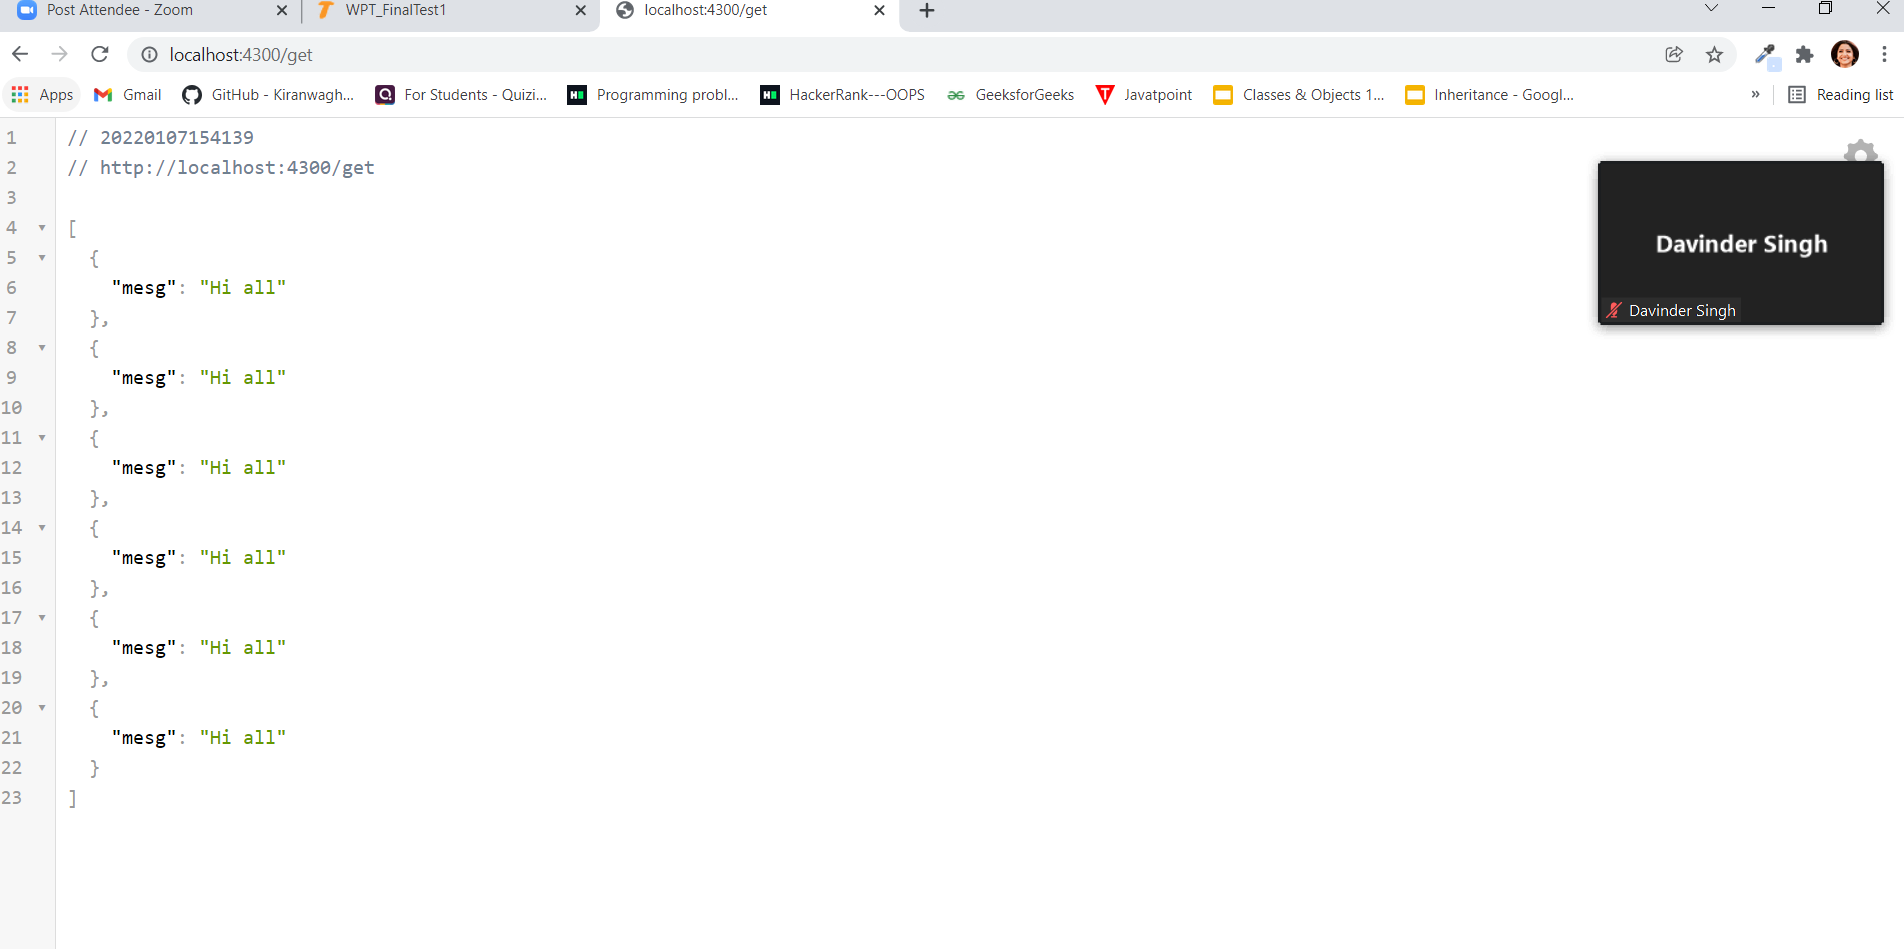 Post Attendee - Zoom
WPT_FinalTest1
localhost:4300/get
localhost:4300/get
Apps
Gmail
GitHub - Kiranwagh...
For Students - Quizi...
Programming probl...
HackerRank---OOPS
GeeksforGeeks
Javatpoint
Classes & Objects 1...
Inheritance - Googl...
»
Reading list
1 // 20220107154139
2 // http://localhost:4300/get
3
4 [
5 {
6 "mesg": "Hi all"
7 },
8 {
9 "mesg": "Hi all"
10 },
11 {
12 "mesg": "Hi all"
13 },
14 {
15 "mesg": "Hi all"
16 },
17 {
18 "mesg": "Hi all"
19 },
20 {
21 "mesg": "Hi all"
22 }
23 ]
Davinder Singh
Davinder Singh